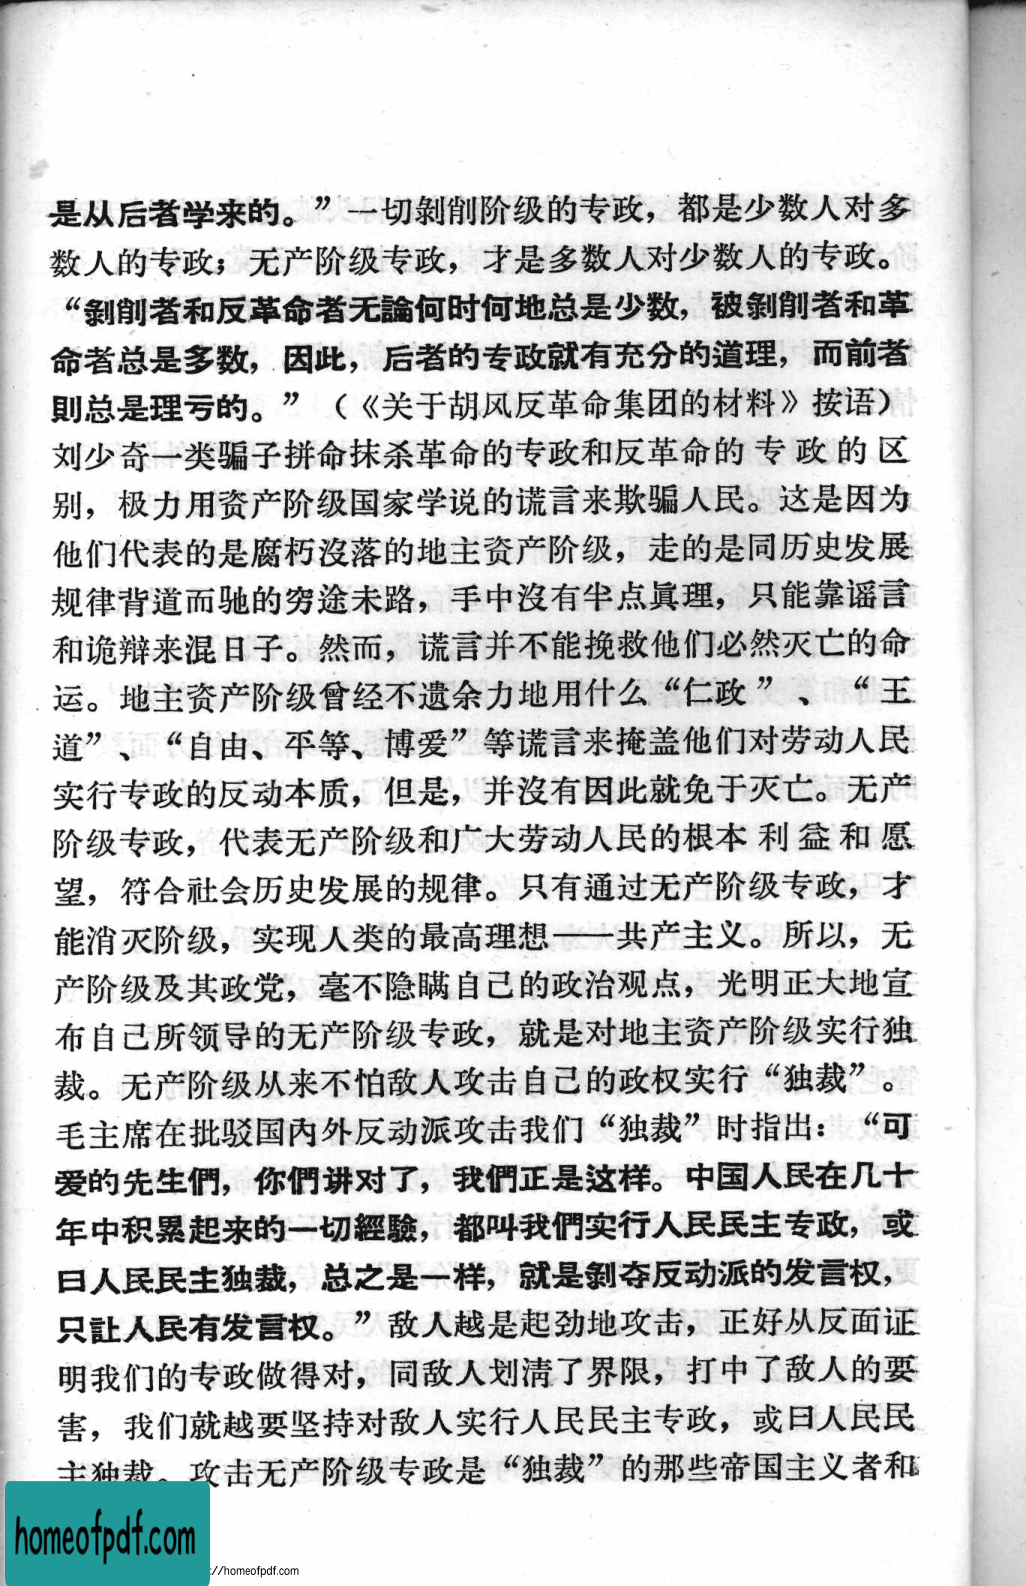 是从后者学来的。”一切剝削阶级的专政，都是少数人对多
数人的专政；无产阶级专政，才是多数人对少数人的专政。
“剝削者和反革命者无論何时何地总是少数，被剝削者和革
命者总是多数，因此，后者的专政就有充分的道理，而前者
則总是理亏的。”（《关于胡风反革命集团的材料》按语）
刘少奇一类骗子拼命抹杀革命的专政和反革命的专政的区
别，极力用资产阶级国家学说的谎言来欺骗人民。这是因为
他们代表的是腐朽沒落的地主资产阶级，走的是同历史发展
规律背道而驰的穷途末路，手中沒有半点眞理，只能靠谣言
和诡辩来混日子。然而，谎言并不能挽救他们必然灭亡的命
运。地主资产阶级曾经不遗余力地用什么“仁政”、“王
道”、“自由、平等、博爱”等谎言来掩盖他们对劳动人民
实行专政的反动本质，但是，并沒有因此就免于灭亡。无产
阶级专政，代表无产阶级和广大劳动人民的根本利益和愿
望，符合社会历史发展的规律。只有通过无产阶级专政，才
能消灭阶级，实现人类的最高理想——共产主义。所以，无
产阶级及其政党，毫不隐瞒自己的政治观点，光明正大地宣
布自己所领导的无产阶级专政，就是对地主资产阶级实行独
裁。无产阶级从来不怕敌人攻击自己的政权实行“独裁”。
毛主席在批驳国内外反动派攻击我们“独裁”时指出：“可
爱的先生們，你們讲对了，我們正是这样。中国人民在几十
年中积累起来的一切經驗，都叫我們实行人民民主专政，或
曰人民民主独裁，总之是一样，就是剝夺反动派的发言权，
只訨人民有发言权。”敌人越是起劲地攻击，正好从反面证
明我们的专政做得对，同敌人划清了界限，打中了敌人的要
害，我们就越要坚持对敌人实行人民民主专政，或曰人民民
主独裁。攻击无产阶级专政是“独裁”的那些帝国主义者和
homeofpdf.com
://homeofpdf.com